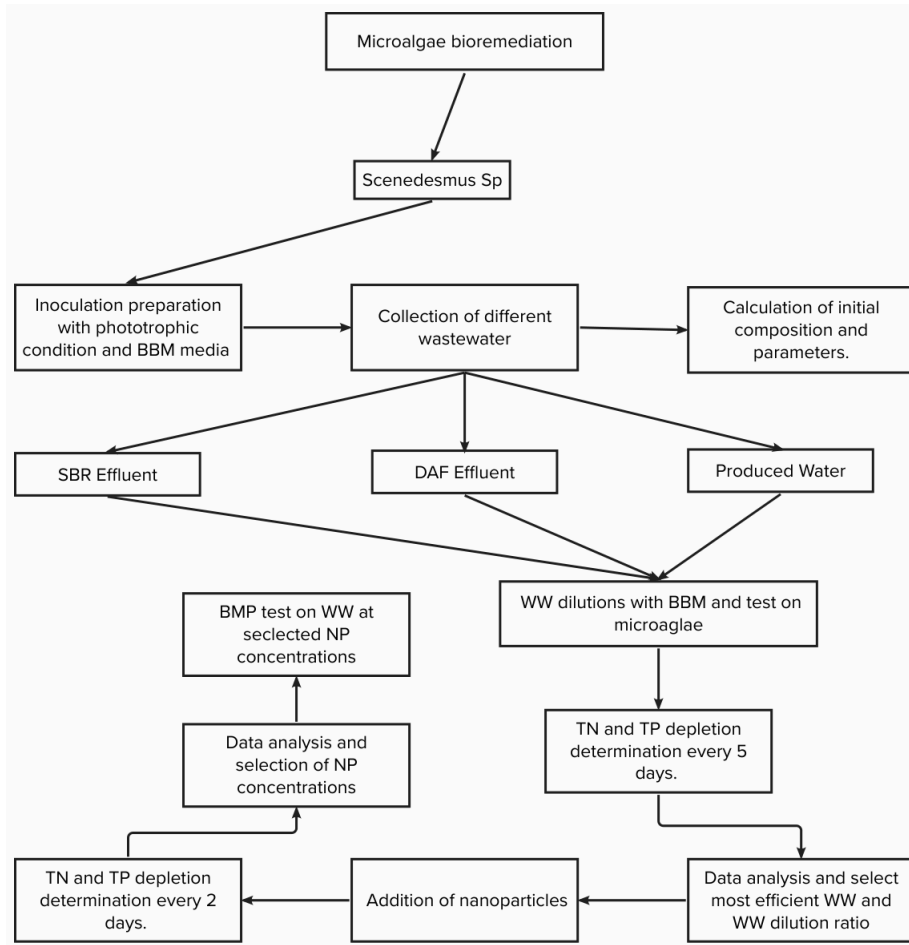 Microalgae bioremediation
Scenedesmus Sp
Inoculation preparation
with phototrophic
condition and BBM media
Collection of different
wastewater
Calculation of initial
composition and
parameters.
SBR Effluent
DAF Effluent
Produced Water
WW dilutions with BBM and test on
microaglae
BMP test on WW at
seclected NP
concentrations
TN and TP depletion
determination every 5
days.
Data analysis and
selection of NP
concentrations
TN and TP depletion
determination every 2
days.
Addition of nanoparticles
Data analysis and select
most efficient WW and
WW dilution ratio